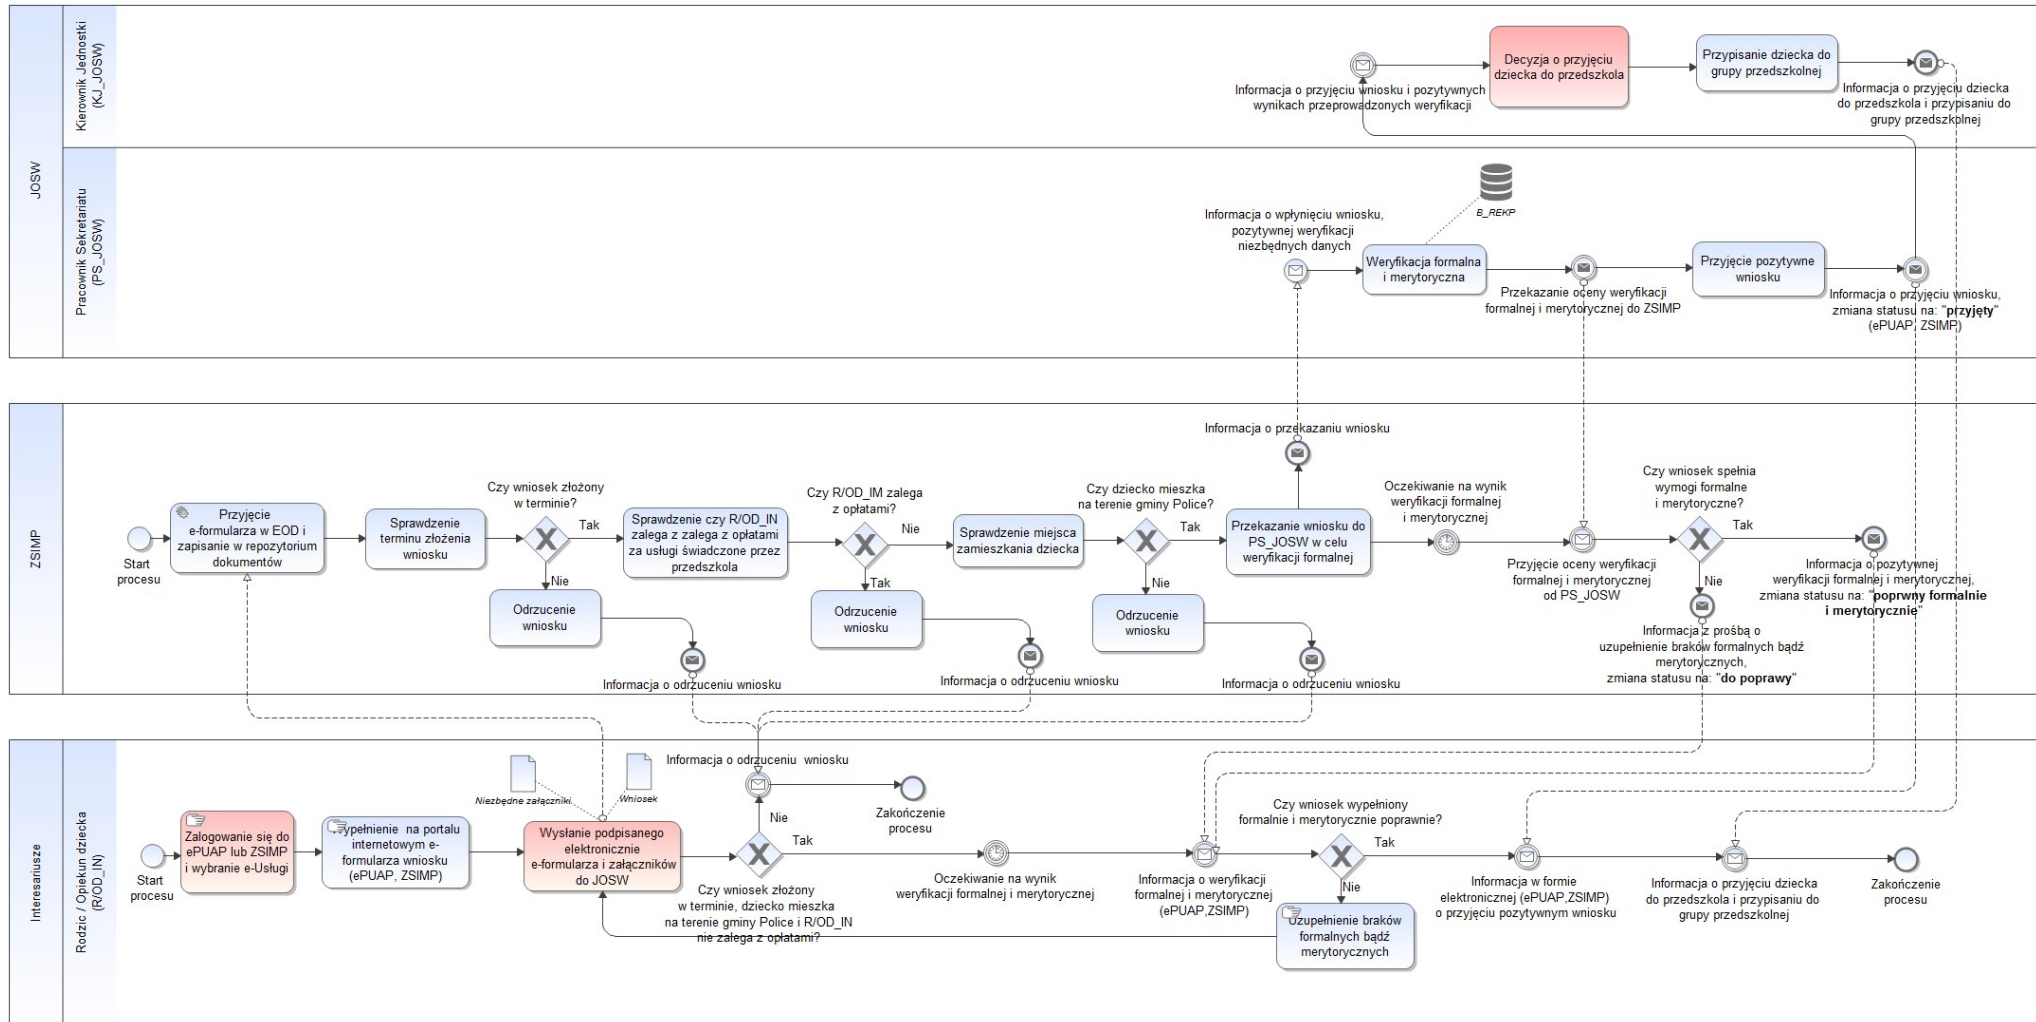 JOSW
Kierownik Jednostki
(KJ_JOSW)
Informacja o przyjęciu wniosku i pozytywnych
wynikach przeprowadzonych weryfikacji
Decyzja o przyjęciu
dziecka do przedszkola
Przypisanie dziecka do
grupy przedszkolnej
Informacja o przyjęciu dziecka
do przedszkola i przypisaniu do
grupy przedszkolnej
Pracownik Sekretariatu
(PS_JOSW)
Informacja o wpłynięciu wniosku,
pozytywnej weryfikacji
niezbędnych danych
B_REKP
Weryfikacja formalna
i merytoryczna
Przekazanie oceny weryfikacji
formalnej i merytorycznej do ZSIMP
Przyjęcie pozytywne
wniosku
Informacja o przyjęciu wniosku,
zmiana statusu na: "przyjęty"
(ePUAP, ZSIMP)
ZSIMP
Start
procesu
Przyjęcie
e-formularza w EOD i
zapisanie w repozytorium
dokumentów
Sprawdzenie
terminu złożenia
wniosku
Czy wniosek złożony
w terminie?
Tak
Nie
Odrzucenie
wniosku
Informacja o odrzuceniu wniosku
Sprawdzenie czy R/OD_IN
zalega z zalega z opłatami
za usługi świadczone przez
przedszkola
Czy R/OD_IM zalega
z opłatami?
Nie
Tak
Odrzucenie
wniosku
Informacja o odrzuceniu wniosku
Sprawdzenie miejsca
zamieszkania dziecka
Czy dziecko mieszka
na terenie gminy Police?
Tak
Nie
Odrzucenie
wniosku
Informacja o odrzuceniu wniosku
Informacja o przekazaniu wniosku
Przekazanie wniosku do
PS_JOSW w celu
weryfikacji formalnej
Oczekiwanie na wynik
weryfikacji formalnej
i merytorycznej
Przyjęcie oceny weryfikacji
formalnej i merytorycznej
od PS_JOSW
Czy wniosek spełnia
wymogi formalne
i merytoryczne?
Tak
Nie
Informacja o pozytywnej
weryfikacji formalnej i merytorycznej,
zmiana statusu na: "poprwny formalnie
i merytorycznie"
Informacja z prośbą o
uzupełnienie braków formalnych bądź
merytorycznych,
zmiana statusu na: "do poprawy"
Interesariusze
Rodzic / Opiekun dziecka
(R/OD_IN)
Start
procesu
Zalogowanie się do
ePUAP lub ZSIMP
i wybranie e-Usługi
Wypełnienie na portalu
internetowym e-
formularza wniosku
(ePUAP, ZSIMP)
Niezbędne załączniki
Wniosek
Wysłanie podpisanego
elektronicznie
e-formularza i załączników
do JOSW
Informacja o odrzuceniu wniosku
Zakończenie
procesu
Nie
Tak
Czy wniosek złożony
w terminie, dziecko mieszka
na terenie gminy Police i R/OD_IN
nie zalega z opłatami?
Oczekiwanie na wynik
weryfikacji formalnej i merytorycznej
Informacja o weryfikacji
formalnej i merytorycznej
(ePUAP,ZSIMP)
Czy wniosek wypełniony
formalnie i merytorycznie poprawnie?
Tak
Nie
Uzupełnienie braków
formalnych bądź
merytorycznych
Informacja w formie
elektronicznej (ePUAP,ZSIMP)
o przyjęciu pozytywnym wniosku
Informacja o przyjęciu dziecka
do przedszkola i przypisaniu do
grupy przedszkolnej
Zakończenie
procesu